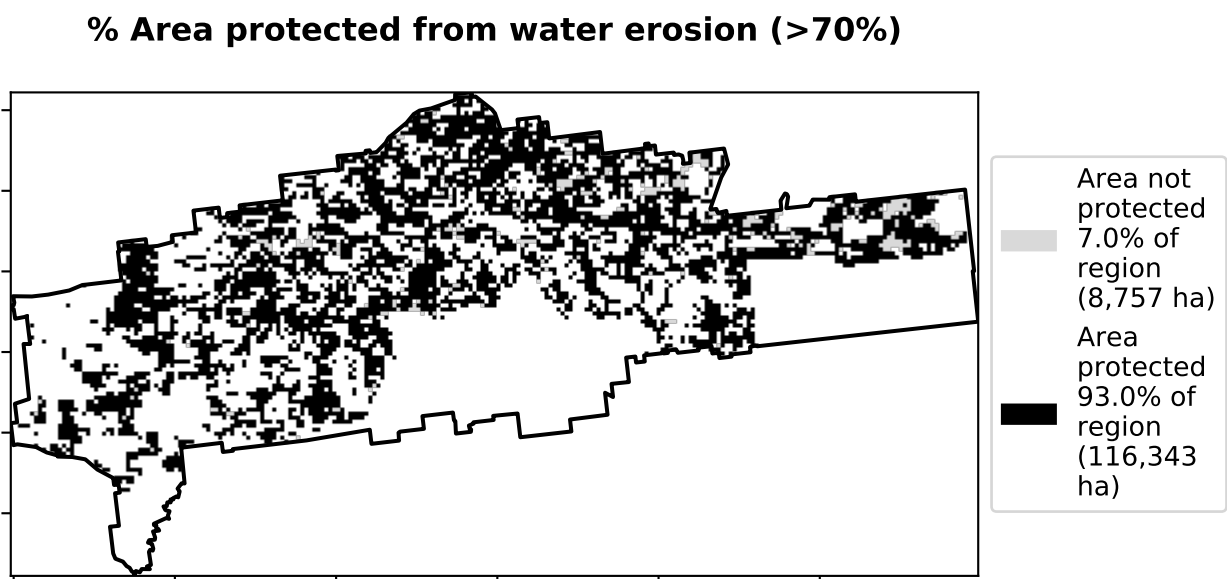 % Area protected from water erosion (>70%)
Area not
protected
7.0% of
region
(8,757 ha)
Area
protected
93.0% of
region
(116,343
ha)